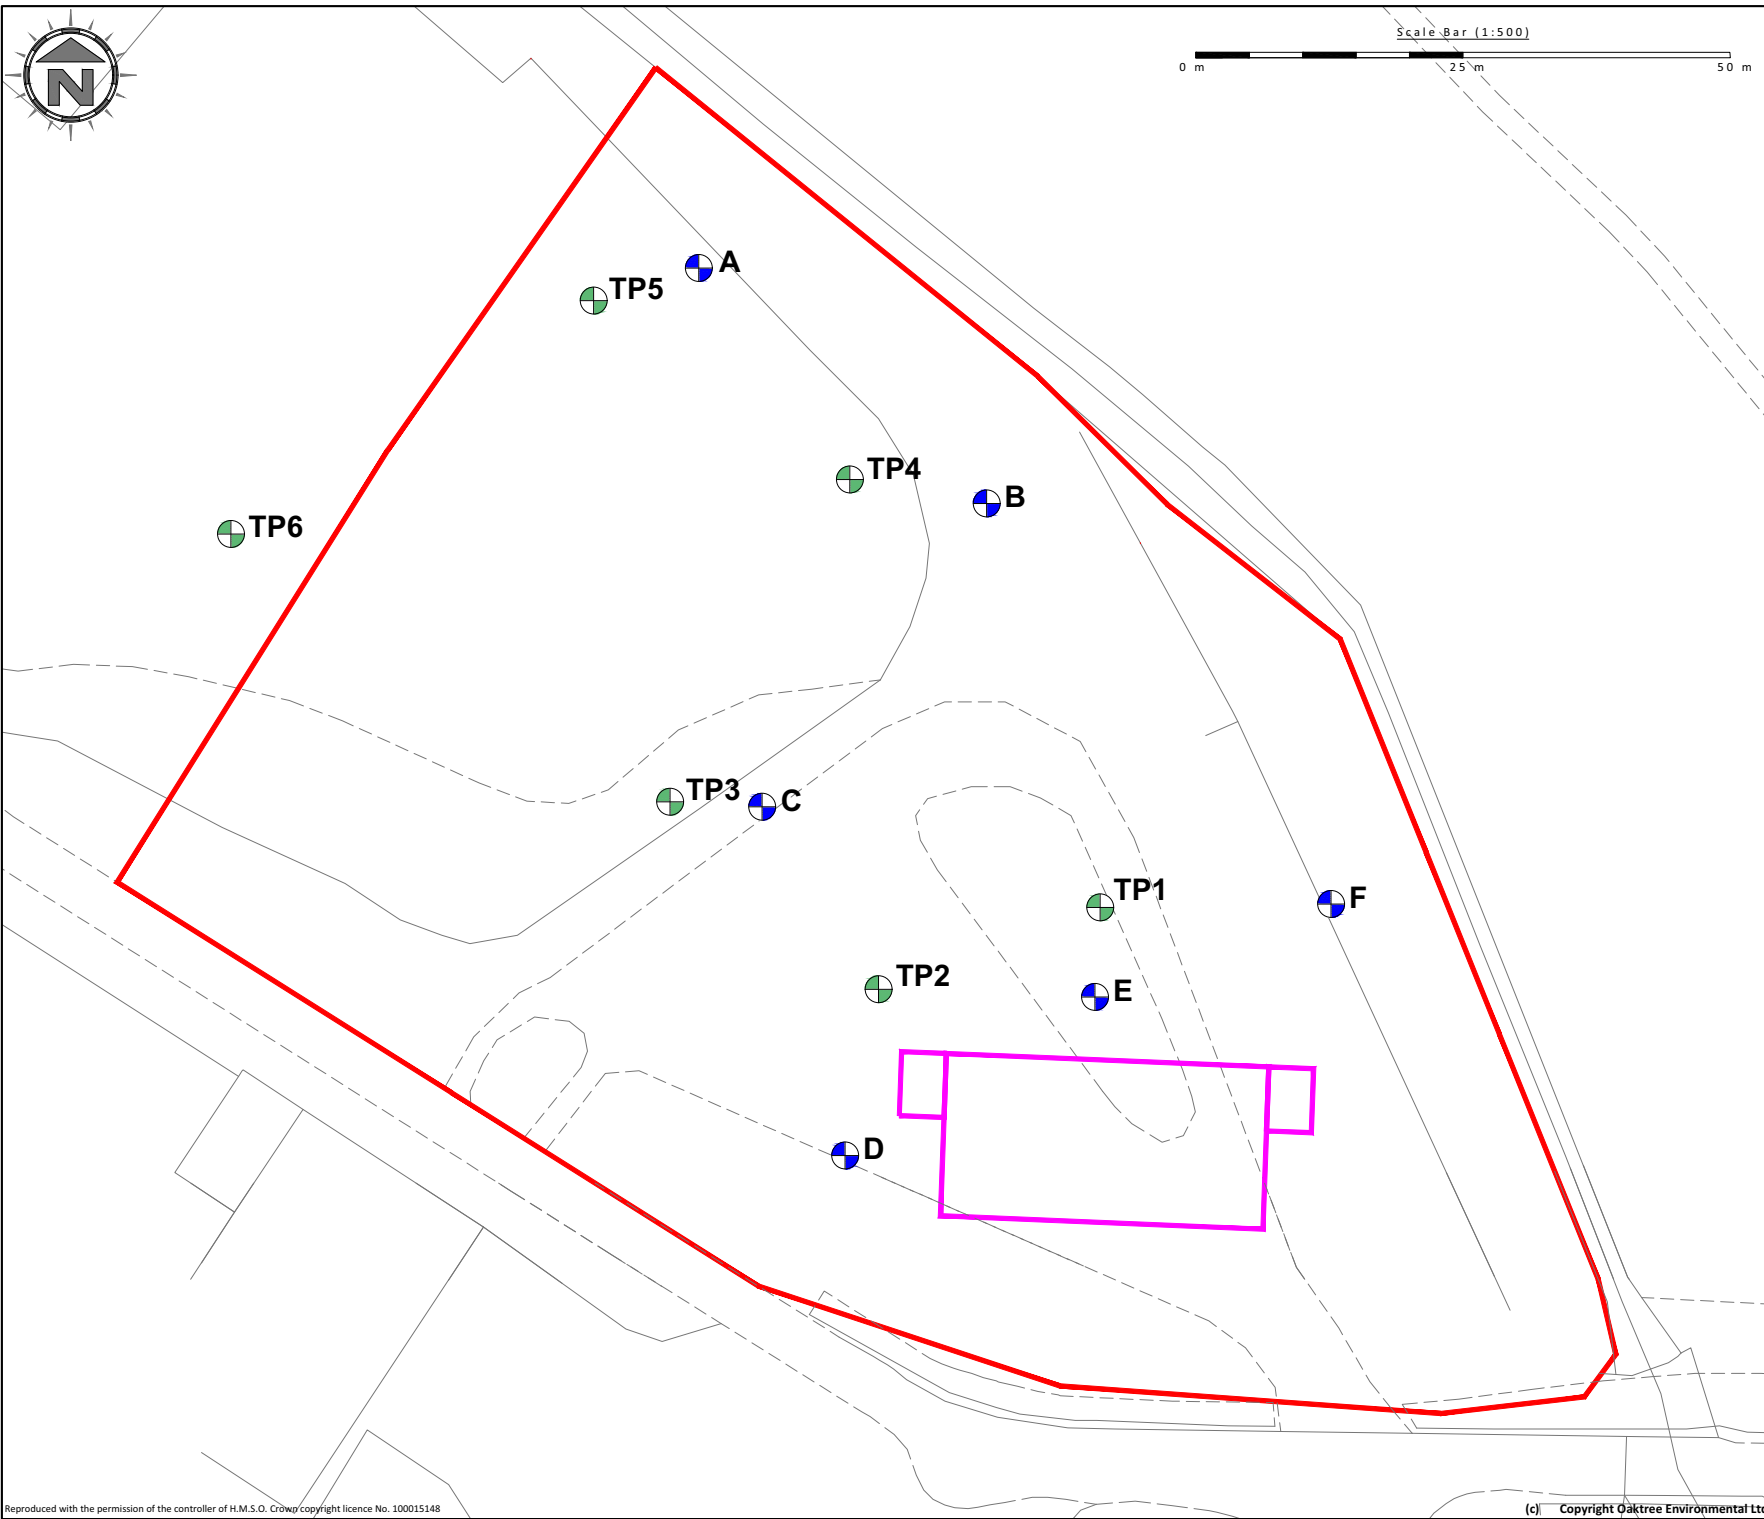 N
Scale Bar (1:500)
0 m 25 m 50 m
A
TP5
TP4
B
TP6
TP3
C
TP1
F
TP2
E
D
Reproduced with the permission of the controller of H.M.S.O. Crown copyright licence No. 100015148
(c) Copyright Oaktree Environmental Ltd